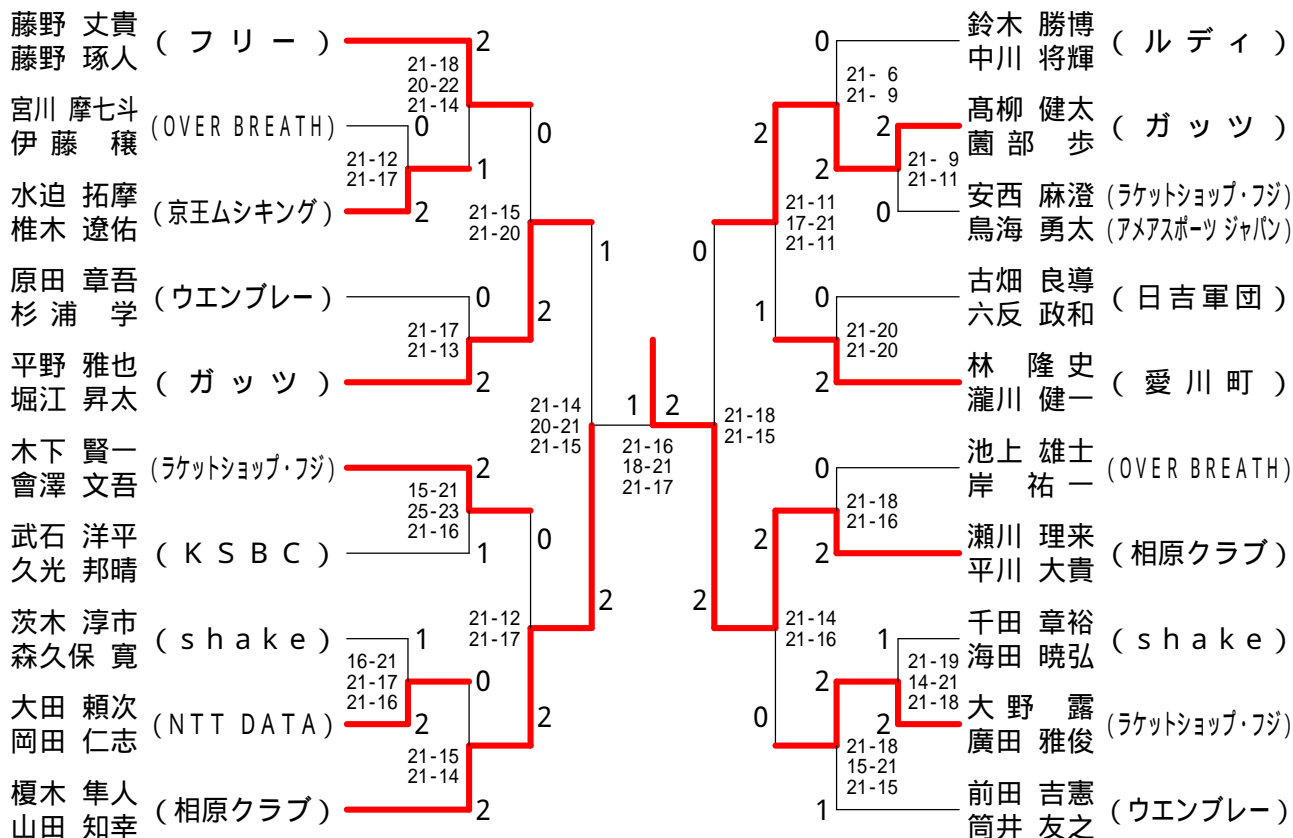 藤野 丈貴
藤野 琢人
(フリー)
2
21-18
20-22
21-14
宮川 摩七斗
伊藤 穣
(OVER BREATH)
0
0
21-12
21-17
1
水迫 拓摩
椎木 遼佑
(京王ムシキング)
2
21-15
21-20
1
原田 章吾
杉浦 学
(ウエンブレー)
0
2
21-17
21-13
平野 雅也
堀江 昇太
(ガッツ)
2
21-14
20-21
21-15
木下 賢一
會澤 文吾
(ラケットショップ・フジ)
2
15-21
25-23
21-16
武石 洋平
久光 邦晴
(KSBC)
1
0
2
茨木 淳市
森久保 寛
(shake)
1
21-12
21-17
16-21
21-17
21-16
0
大田 頼次
岡田 仁志
(NTT DATA)
2
2
21-15
21-14
榎木 隼人
山田 知幸
(相原クラブ)
2
1
2
21-16
18-21
21-17
0
鈴木 勝博
中川 将輝
(ルディ)
21- 6
21- 9
2
2
髙柳 健太
薗部 歩
(ガッツ)
2
21- 9
21-11
0
安西 麻澄
鳥海 勇太
(ラケットショップ・フジ)
(アメアスポーツ ジャパン)
21-11
17-21
21-11
0
0
古畑 良導
六反 政和
(日吉軍団)
1
21-20
21-20
2
林 隆史
瀧川 健一
(愛川町)
21-18
21-15
0
池上 雄士
岸 祐一
(OVER BREATH)
21-18
21-16
2
2
瀬川 理来
平川 大貴
(相原クラブ)
2
21-14
21-16
1
千田 章裕
海田 暁弘
(shake)
21-19
14-21
21-18
2
0
2
大野 露
廣田 雅俊
(ラケットショップ・フジ)
21-18
15-21
21-15
1
前田 吉憲
筒井 友之
(ウエンブレー)